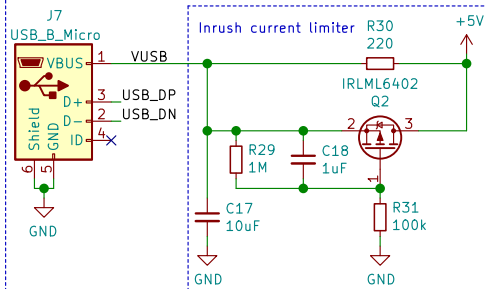 J7
USB_B_Micro
VBUS
1
VUSB
D+
3
USB_DP
D-
2
USB_DN
ID
4
Shield
GND
6
5
GND
Inrush current limiter
R30
220
+5V
IRLML6402
Q2
2
3
1
R29
1M
C18
1uF
C17
10uF
R31
100k
GND
GND